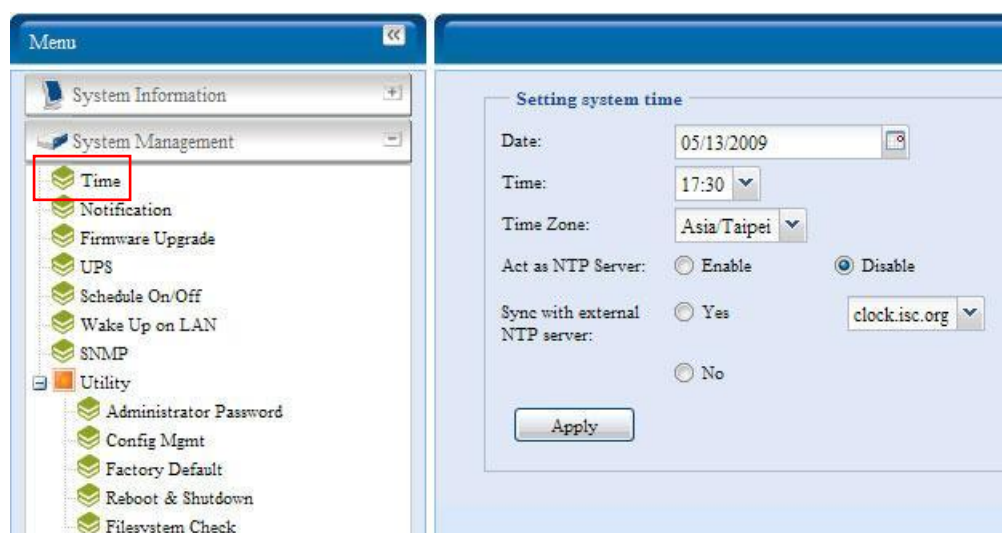 Menu
System Information
System Management
Time
Notification
Firmware Upgrade
UPS
Schedule On/Off
Wake Up on LAN
SNMP
Utility
Administrator Password
Config Mgmt
Factory Default
Reboot & Shutdown
Filesystem Check
Setting system time
Date: 05/13/2009
Time: 17:30
Time Zone: Asia/Taipei
Act as NTP Server: Enable Disable
Sync with external Yes clock.isc.org
NTP server:
No
Apply